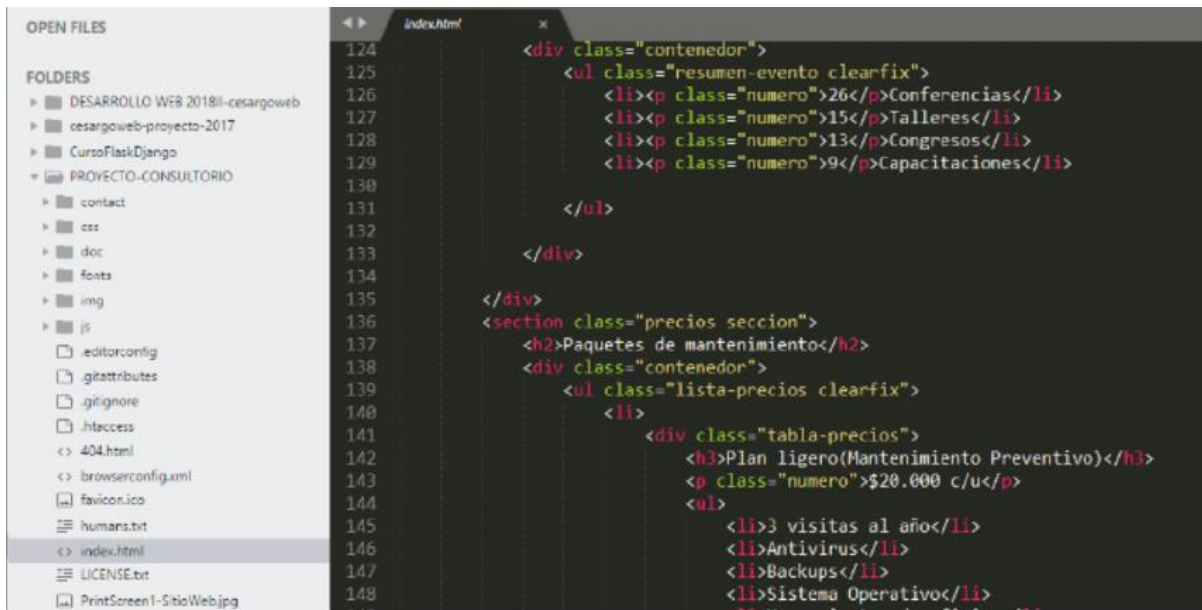 OPEN FILES
FOLDERS
DESARROLLO WEB 2018II-cesargoweb
cesargoweb-proyecto-2017
CursoFlaskDjango
PROYECTO-CONSULTORIO
contact
css
doc
fonts
img
js
.editorconfig
.gitattributes
.gitignore
.htaccess
<> 404.html
<> browserconfig.xml
favicon.ico
humans.txt
<> index.html
LICENSE.txt
PrintScreen1-SitioWeb.jpg
index.html ×
124 <div class="contenedor">
125 <ul class="resumen-evento clearfix">
126 <li><p class="numero">26</p>Conferencias</li>
127 <li><p class="numero">15</p>Talleres</li>
128 <li><p class="numero">13</p>Congresos</li>
129 <li><p class="numero">9</p>Capacitaciones</li>
130
131 </ul>
132
133 </div>
134
135 </div>
136 <section class="precios seccion">
137 <h2>Paquetes de mantenimiento</h2>
138 <div class="contenedor">
139 <ul class="lista-precios clearfix">
140 <li>
141 <div class="tabla-precios">
142 <h3>Plan ligero(Mantenimiento Preventivo)</h3>
143 <p class="numero">$20.000 c/u</p>
144 <ul>
145 <li>3 visitas al año</li>
146 <li>Antivirus</li>
147 <li>Backups</li>
148 <li>Sistema Operativo</li>